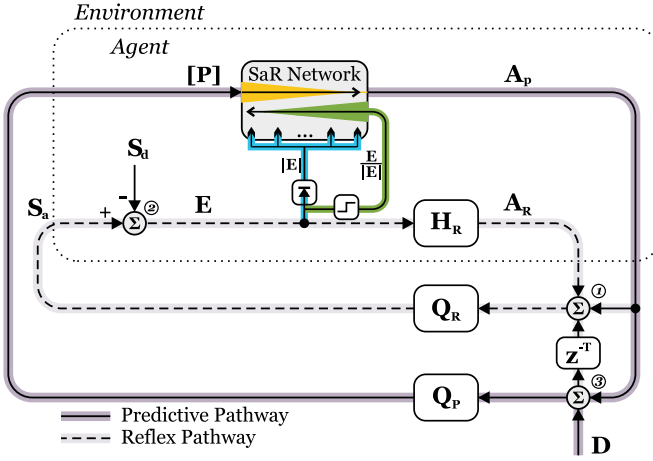 Environment
Agent
[P]
SaR Network
A_p
...
S_d
|E|
E
|E|
-
S_a
+
Σ
②
E
H_R
A_R
Q_R
Σ
①
z^-T
Q_P
Σ
③
Predictive Pathway
Reflex Pathway
D